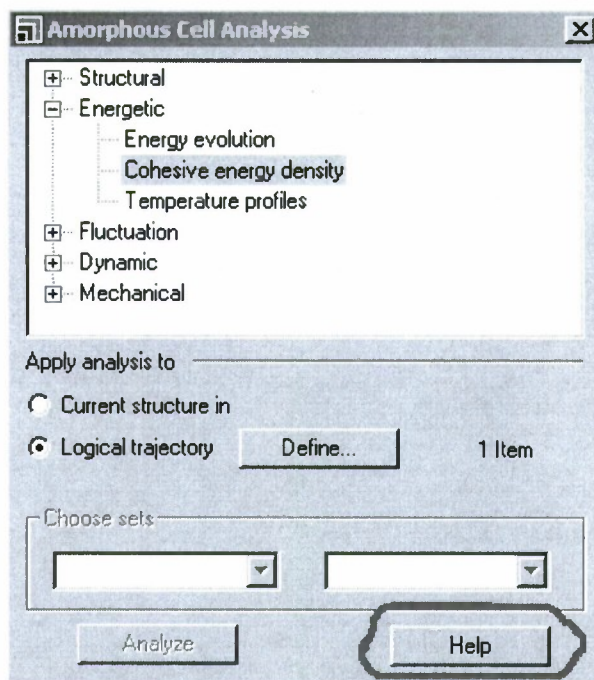 Amorphous Cell Analysis
Structural
Energetic
Energy evolution
Cohesive energy density
Temperature profiles
Fluctuation
Dynamic
Mechanical
Apply analysis to
Current structure in
Logical trajectory Define... 1 Item
Choose sets
Analyze Help